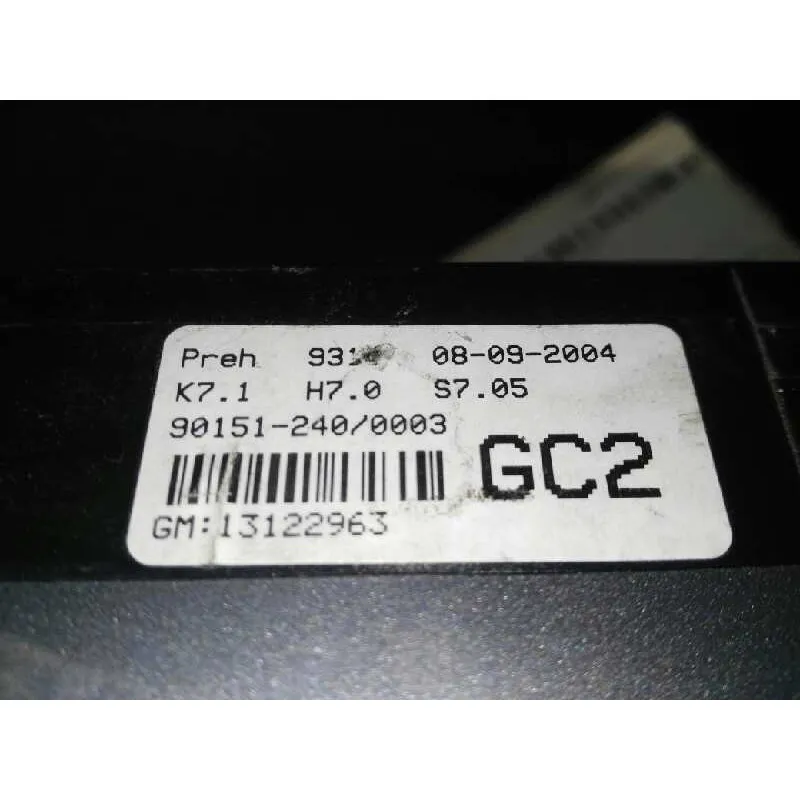 Preh 08-09-2004
K7.1 H7.0 S7.05
90151-240/0003
GC2
GM:13122963